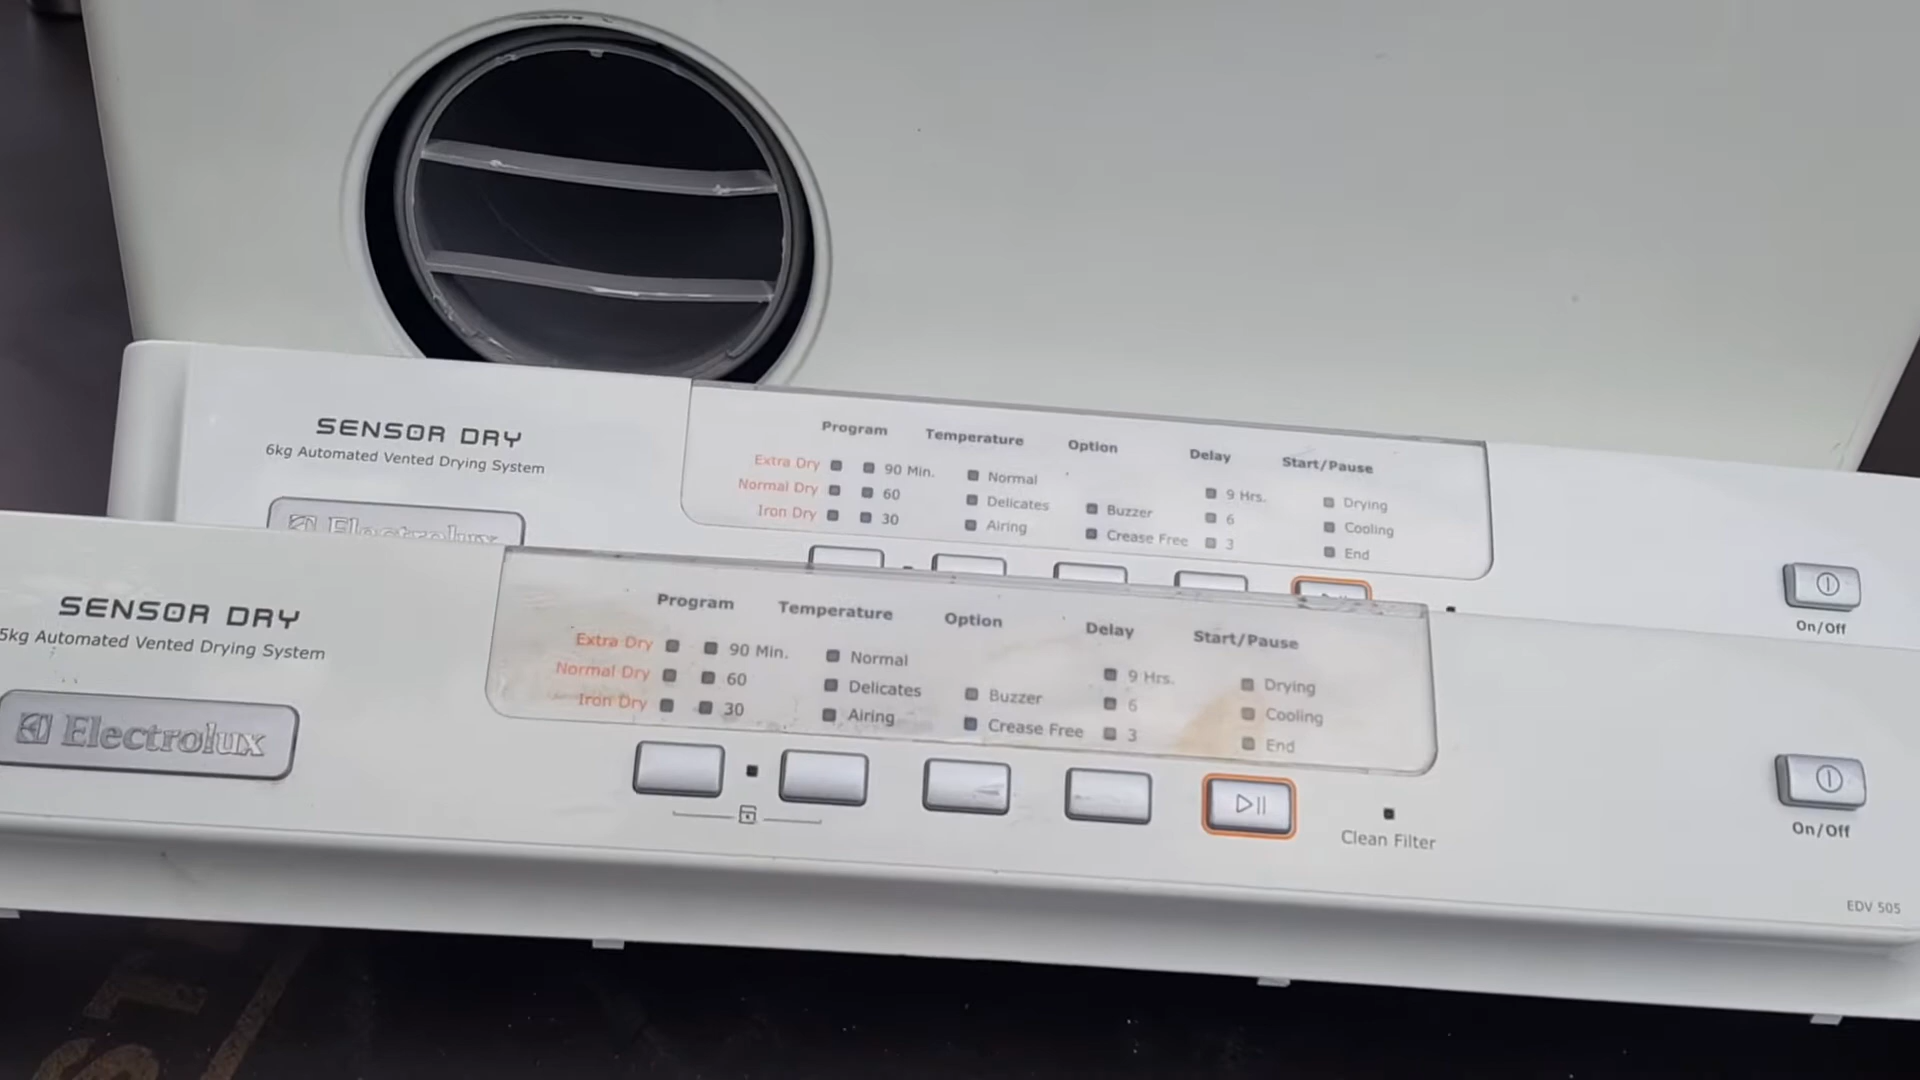 SENSOR DRY
6kg Automated Vented Drying System
Electrolux
Program Temperature Option Delay Start/Pause
Extra Dry 90 Min. Normal 9 Hrs. Drying
Normal Dry 60 Delicates Buzzer 6 Cooling
Iron Dry 30 Airing Crease Free 3 End
On/Off
SENSOR DRY
5kg Automated Vented Drying System
Electrolux
Program Temperature Option Delay Start/Pause
Extra Dry 90 Min. Normal 9 Hrs. Drying
Normal Dry 60 Delicates Buzzer 6 Cooling
Iron Dry 30 Airing Crease Free 3 End
Clean Filter
On/Off
EDV 505